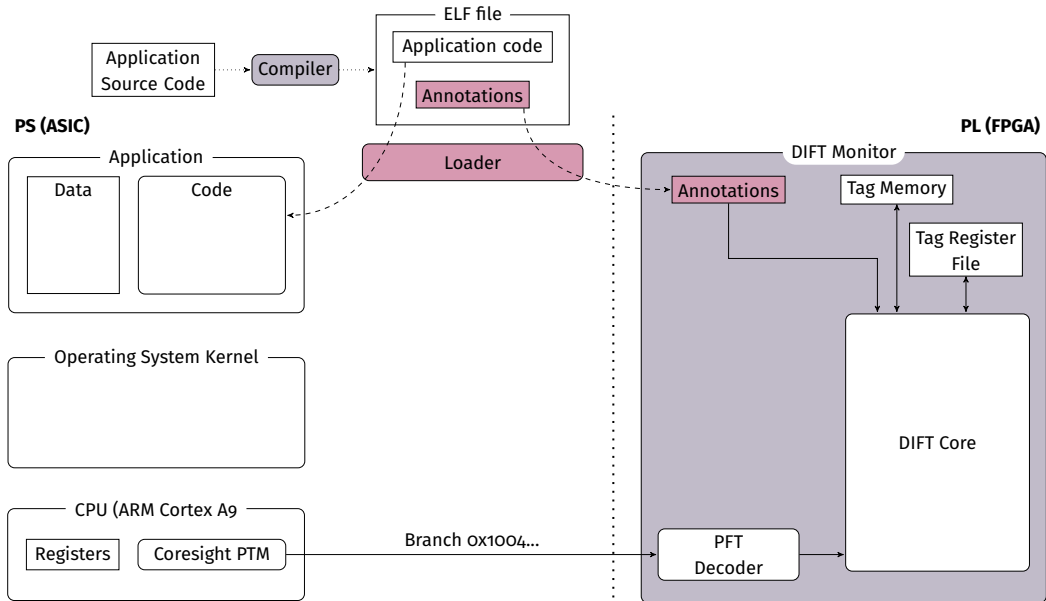 ELF file
Application code
Application
Source Code
Compiler
Annotations
PS (ASIC)
PL (FPGA)
Application
Loader
DIFT Monitor
Data
Code
Annotations
Tag Memory
Tag Register
File
Operating System Kernel
DIFT Core
CPU (ARM Cortex A9
Registers
Coresight PTM
Branch 0x1004...
PFT
Decoder